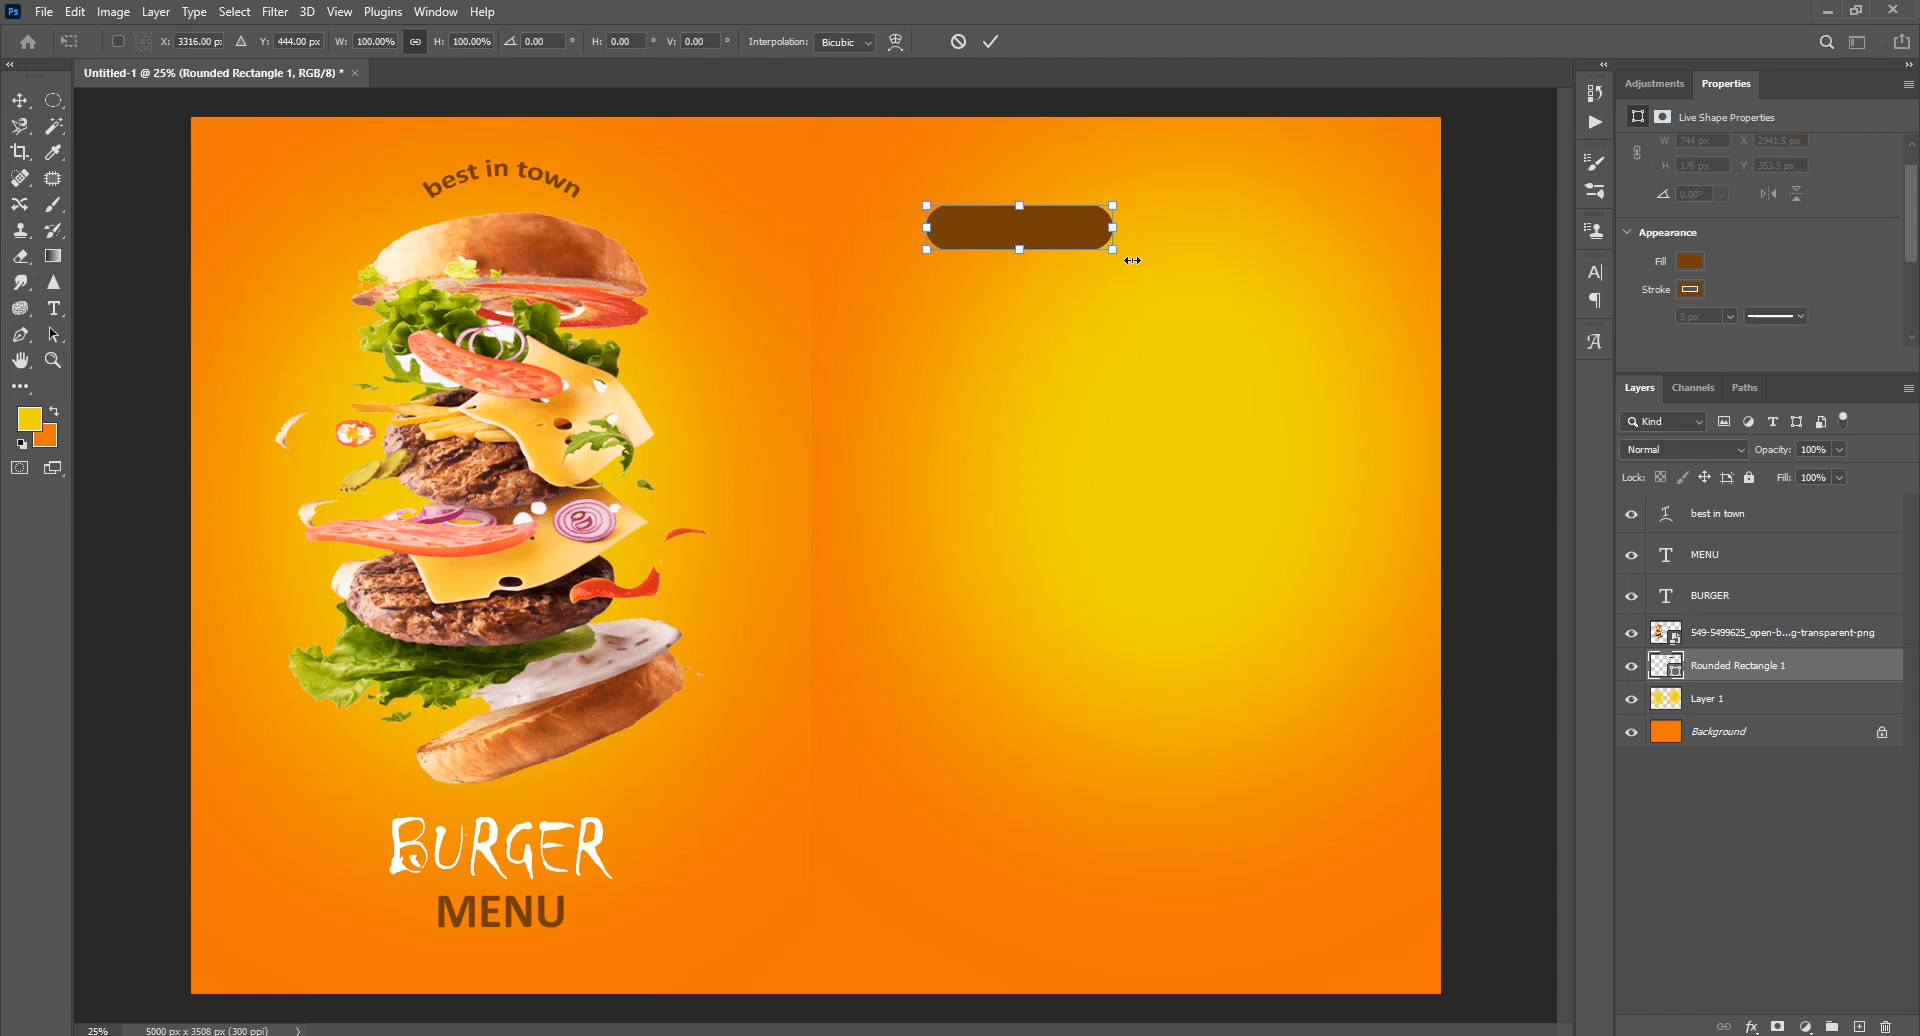 Ps File Edit Image Layer Type Select Filter 3D View Plugins Window Help
X: 3316.00 px Y: 444.00 px W: 100.00% H: 100.00% 0.00 ° H: 0.00 ° V: 0.00 ° Interpolation: Bicubic
Untitled-1 @ 25% (Rounded Rectangle 1, RGB/8) * ×
best in town
BURGER
MENU
25% 5000 px x 3508 px (300 ppi)
Adjustments Properties
Live Shape Properties
W 744 px X 2941.5 px
H 176 px Y 353.5 px
0.00°
Appearance
Fill
Stroke
5 px
Layers Channels Paths
Kind
Normal Opacity: 100%
Lock: Fill: 100%
best in town
MENU
BURGER
549-5499625_open-b...g-transparent-png
Rounded Rectangle 1
Layer 1
Background